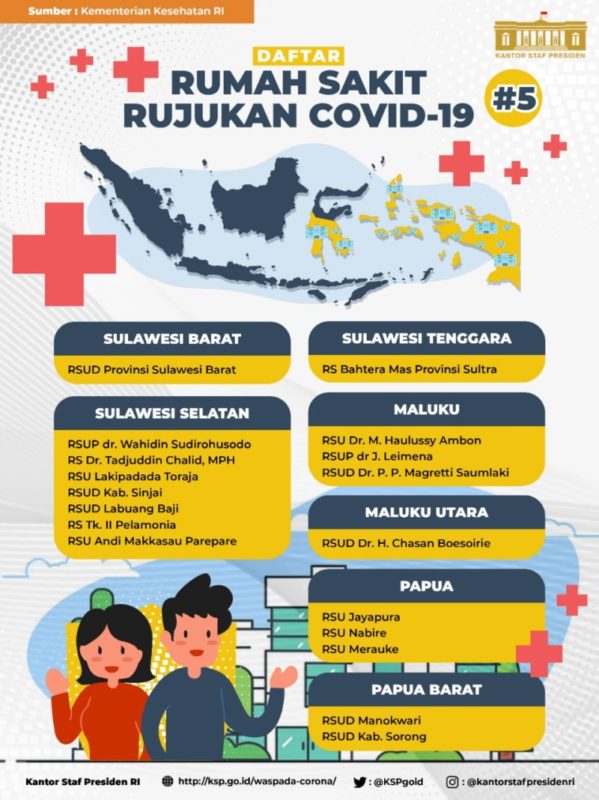 Sumber : Kementerian Kesehatan RI
KANTOR STAF PRESIDEN
DAFTAR
RUMAH SAKIT
RUJUKAN COVID-19
#5
SULAWESI BARAT
RSUD Provinsi Sulawesi Barat
SULAWESI TENGGARA
RS Bahtera Mas Provinsi Sultra
SULAWESI SELATAN
RSUP dr. Wahidin Sudirohusodo
RS Dr. Tadjuddin Chalid, MPH
RSU Lakipadada Toraja
RSUD Kab. Sinjai
RSUD Labuang Baji
RS Tk. II Pelamonia
RSU Andi Makkasau Parepare
MALUKU
RSU Dr. M. Haulussy Ambon
RSUP dr J. Leimena
RSUD Dr. P. P. Magretti Saumlaki
MALUKU UTARA
RSUD Dr. H. Chasan Boesoirie
PAPUA
RSU Jayapura
RSU Nabire
RSU Merauke
PAPUA BARAT
RSUD Manokwari
RSUD Kab. Sorong
Kantor Staf Presiden RI
http://ksp.go.id/waspada-corona/
: @KSPgoid
: @kantorstafpresidenri